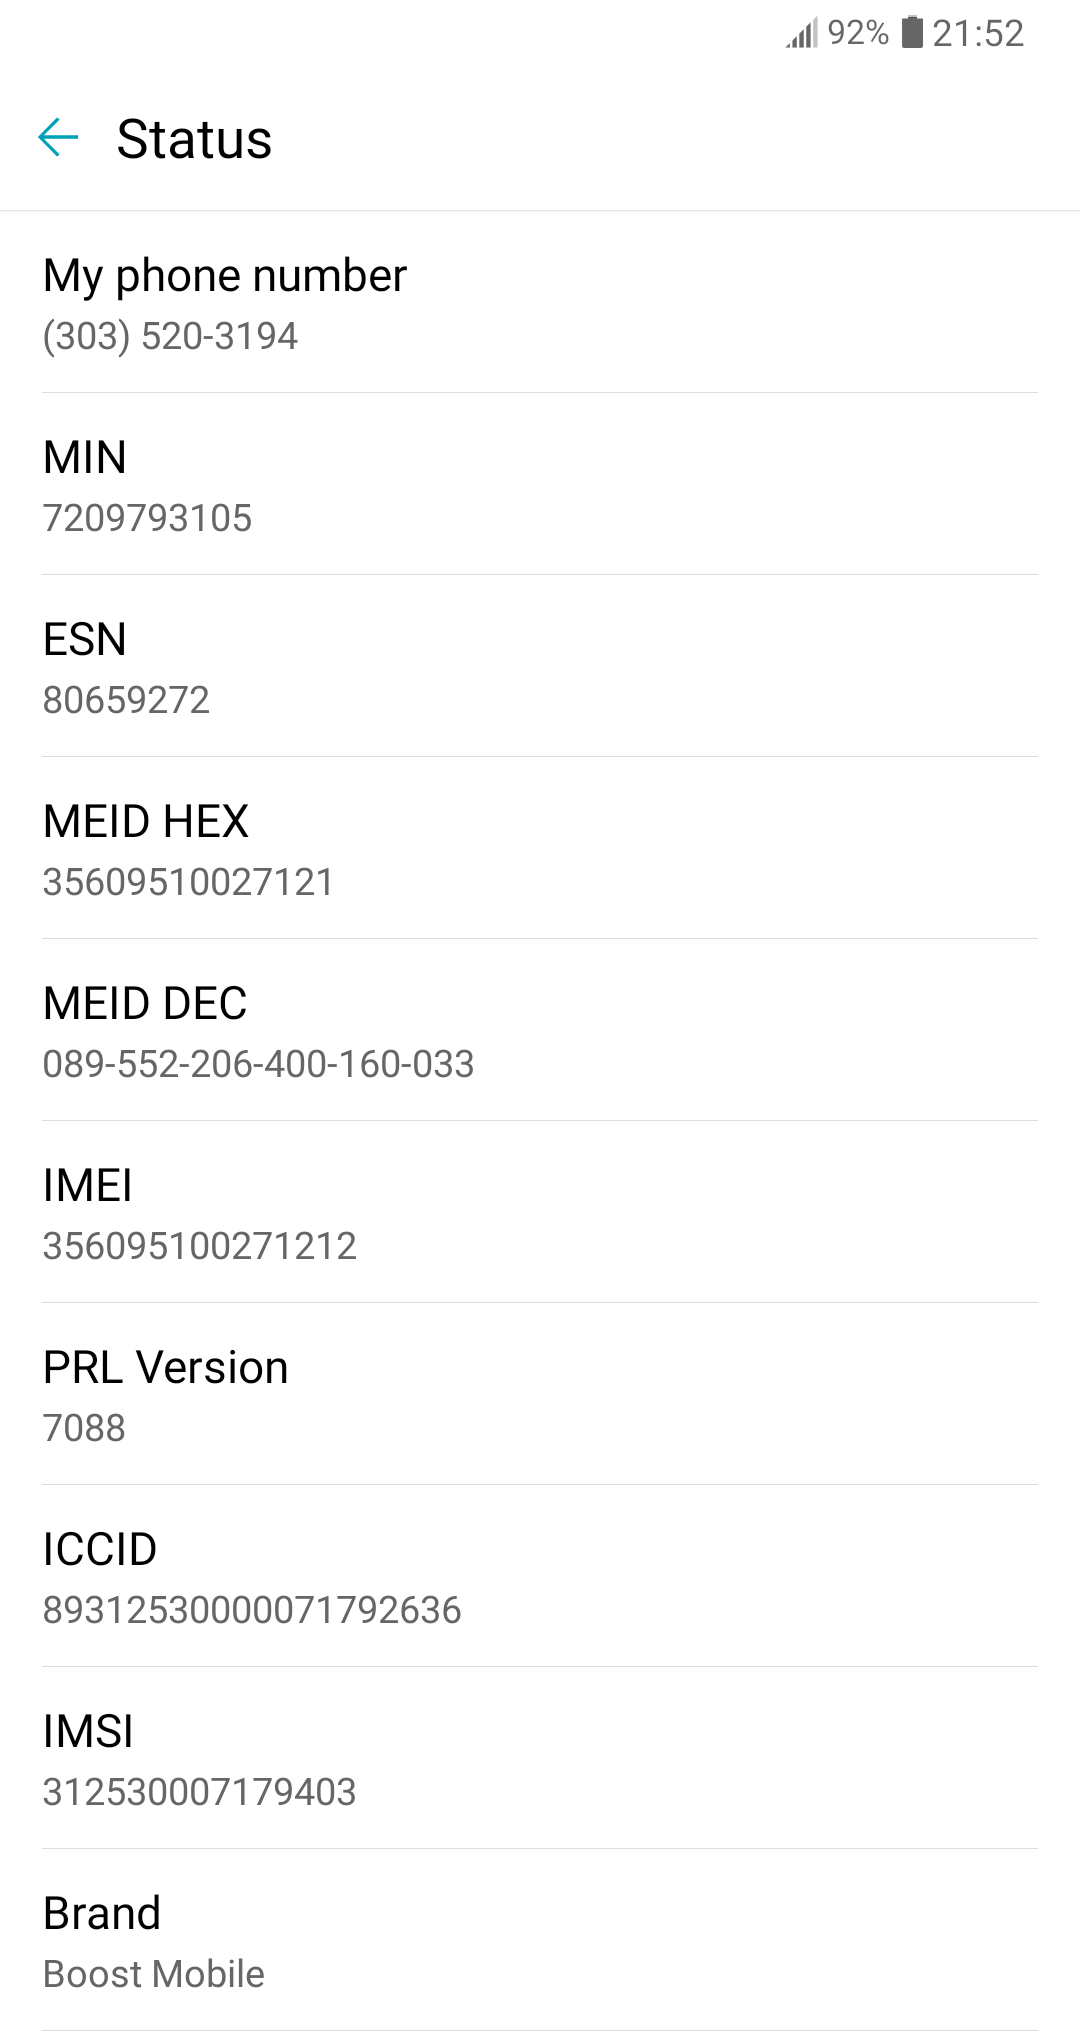 92% 21:52
Status
My phone number
(303) 520-3194
MIN
7209793105
ESN
80659272
MEID HEX
35609510027121
MEID DEC
089-552-206-400-160-033
IMEI
356095100271212
PRL Version
7088
ICCID
89312530000071792636
IMSI
312530007179403
Brand
Boost Mobile